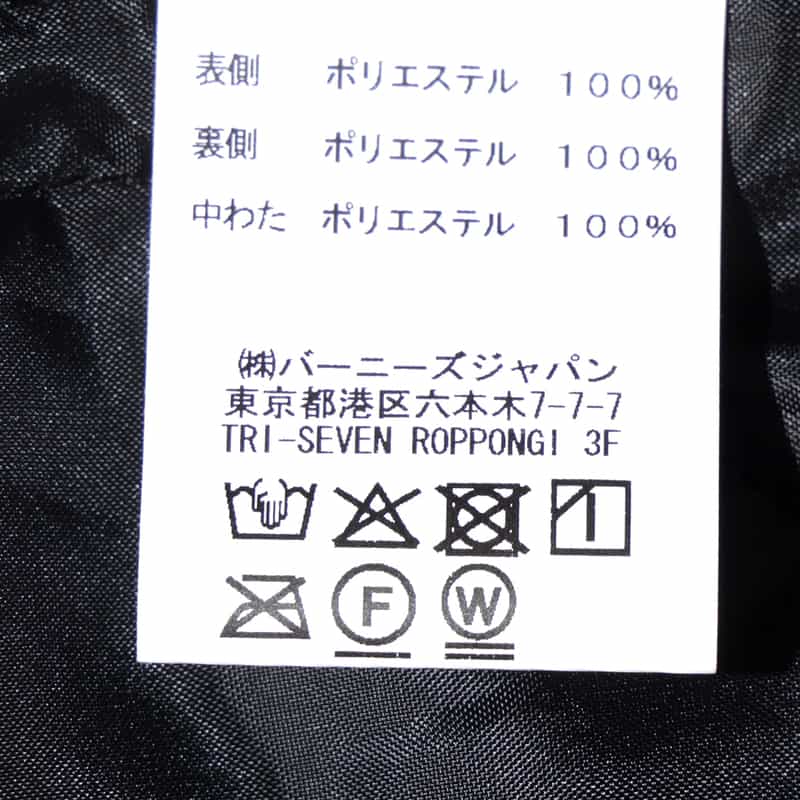 表側 ポリエステル 100%
裏側 ポリエステル 100%
中わた ポリエステル 100%
㈱バーニーズジャパン
東京都港区六本木7-7-7
TRI-SEVEN ROPPONGI 3F
F W